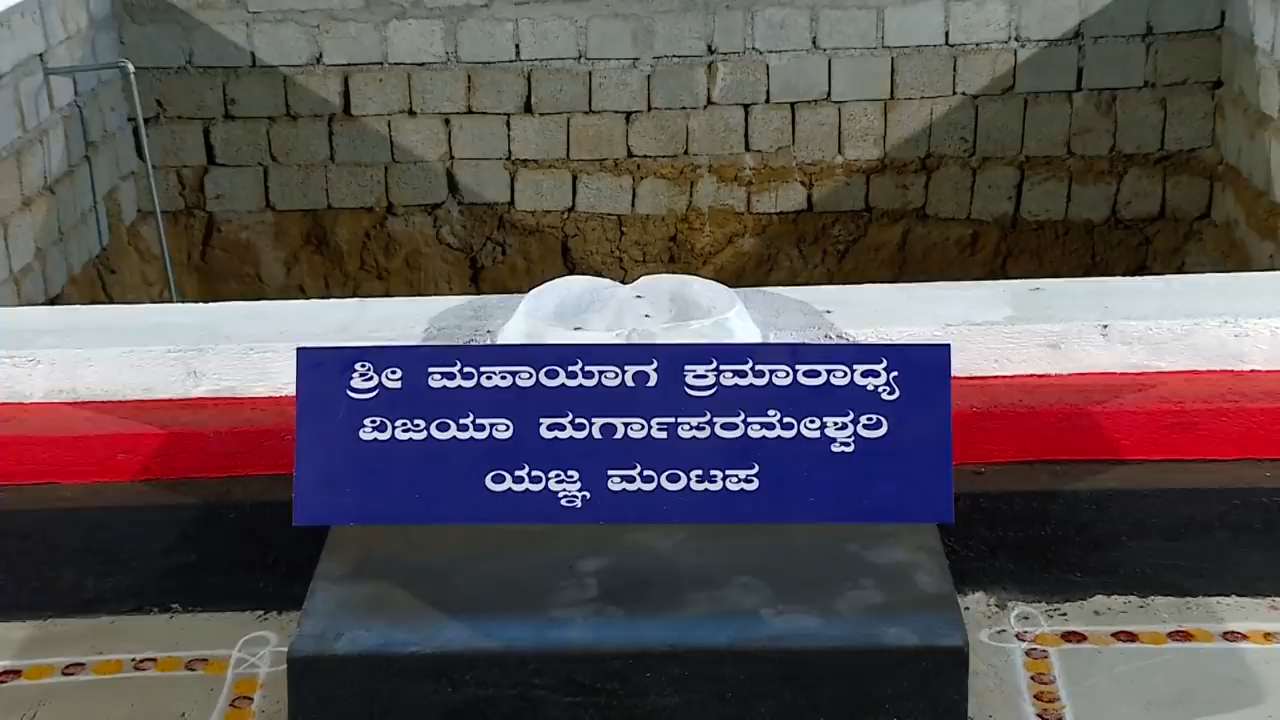 ಶ್ರೀ ಮಹಾಯಾಗ ಕ್ರಮಾರಾಧ್ಯ
ವಿಜಯಾ ದುರ್ಗಾಪರಮೇಶ್ವರಿ
ಯಜ್ಞ ಮಂಟಪ